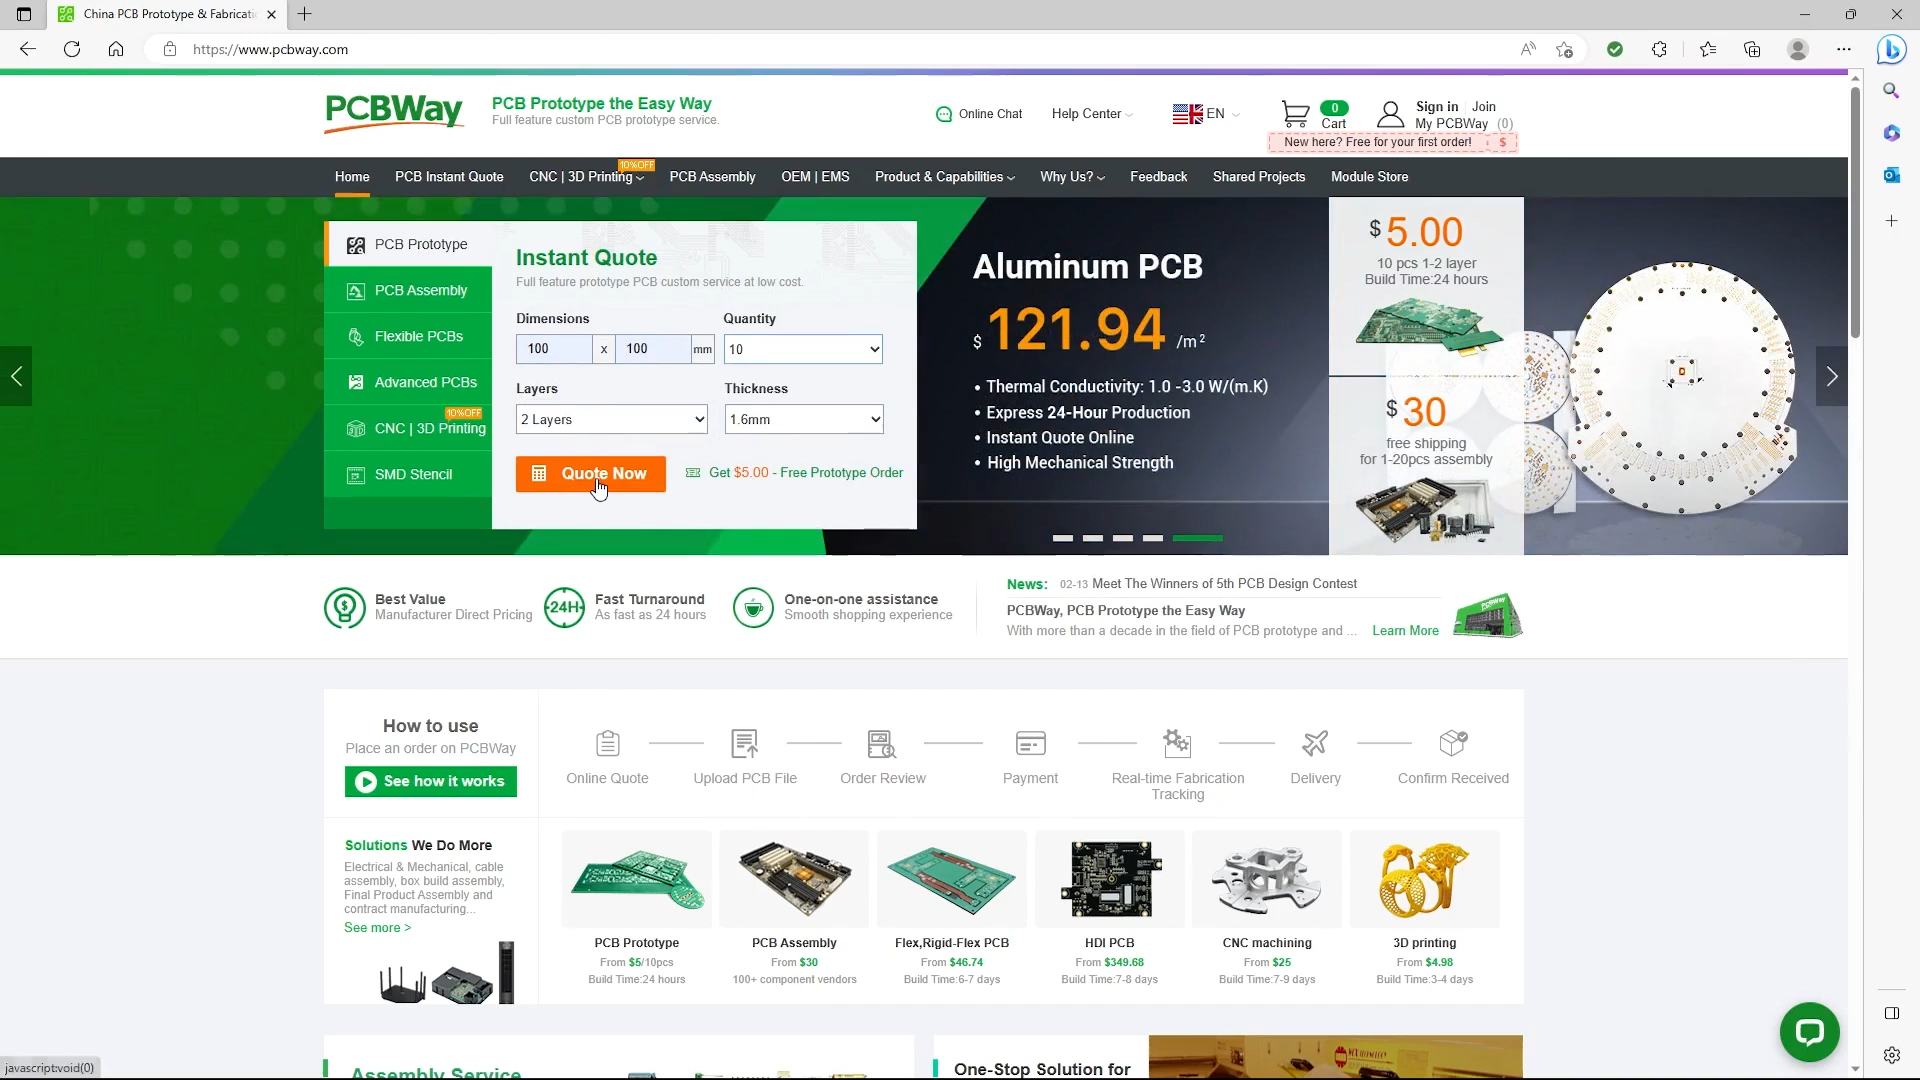 China PCB Prototype & Fabricati
https://www.pcbway.com
PCBWay
PCB Prototype the Easy Way
Full feature custom PCB prototype service.
Online Chat
Help Center
EN
0
Cart
Sign in
Join
My PCBWay (0)
New here? Free for your first order!
$
Home
PCB Instant Quote
CNC | 3D Printing
10%OFF
PCB Assembly
OEM | EMS
Product & Capabilities
Why Us?
Feedback
Shared Projects
Module Store
PCB Prototype
PCB Assembly
Flexible PCBs
Advanced PCBs
10%OFF
CNC | 3D Printing
SMD Stencil
Instant Quote
Full feature prototype PCB custom service at low cost.
Dimensions
Quantity
100 x 100 mm
10
Layers
Thickness
2 Layers
1.6mm
Quote Now
Get $5.00 - Free Prototype Order
Aluminum PCB
$ 121.94 /m²
• Thermal Conductivity: 1.0 -3.0 W/(m.K)
• Express 24-Hour Production
• Instant Quote Online
• High Mechanical Strength
$ 5.00
10 pcs 1-2 layer
Build Time:24 hours
$ 30
free shipping
for 1-20pcs assembly
Best Value
Manufacturer Direct Pricing
24H
Fast Turnaround
As fast as 24 hours
One-on-one assistance
Smooth shopping experience
News: 02-13 Meet The Winners of 5th PCB Design Contest
PCBWay, PCB Prototype the Easy Way
With more than a decade in the field of PCB prototype and ... Learn More
How to use
Place an order on PCBWay
See how it works
Online Quote
Upload PCB File
Order Review
Payment
Real-time Fabrication
Tracking
Delivery
Confirm Received
Solutions We Do More
Electrical & Mechanical, cable
assembly, box build assembly,
Final Product Assembly and
contract manufacturing...
See more >
PCB Prototype
From $5/10pcs
Build Time:24 hours
PCB Assembly
From $30
100+ component vendors
Flex,Rigid-Flex PCB
From $46.74
Build Time:6-7 days
HDI PCB
From $349.68
Build Time:7-8 days
CNC machining
From $25
Build Time:7-9 days
3D printing
From $4.98
Build Time:3-4 days
Assembly Service
One-Stop Solution for
javascript:void(0)